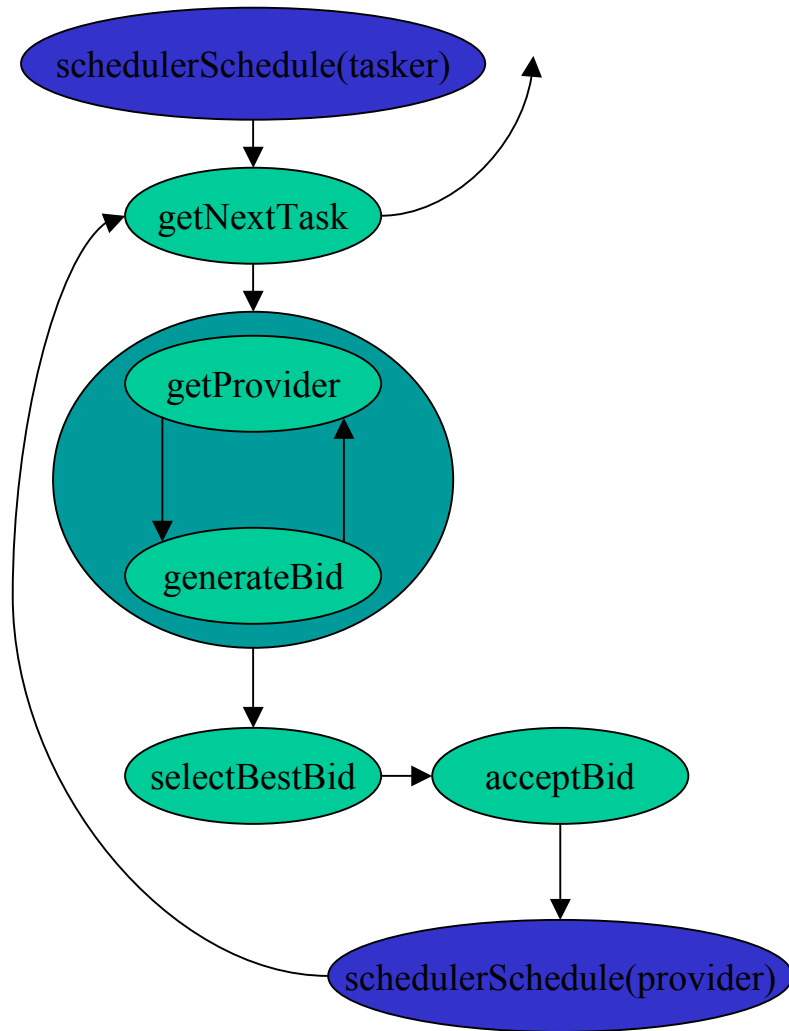 schedulerSchedule(tasker)
getNextTask
getProvider
generateBid
selectBestBid
acceptBid
schedulerSchedule(provider)